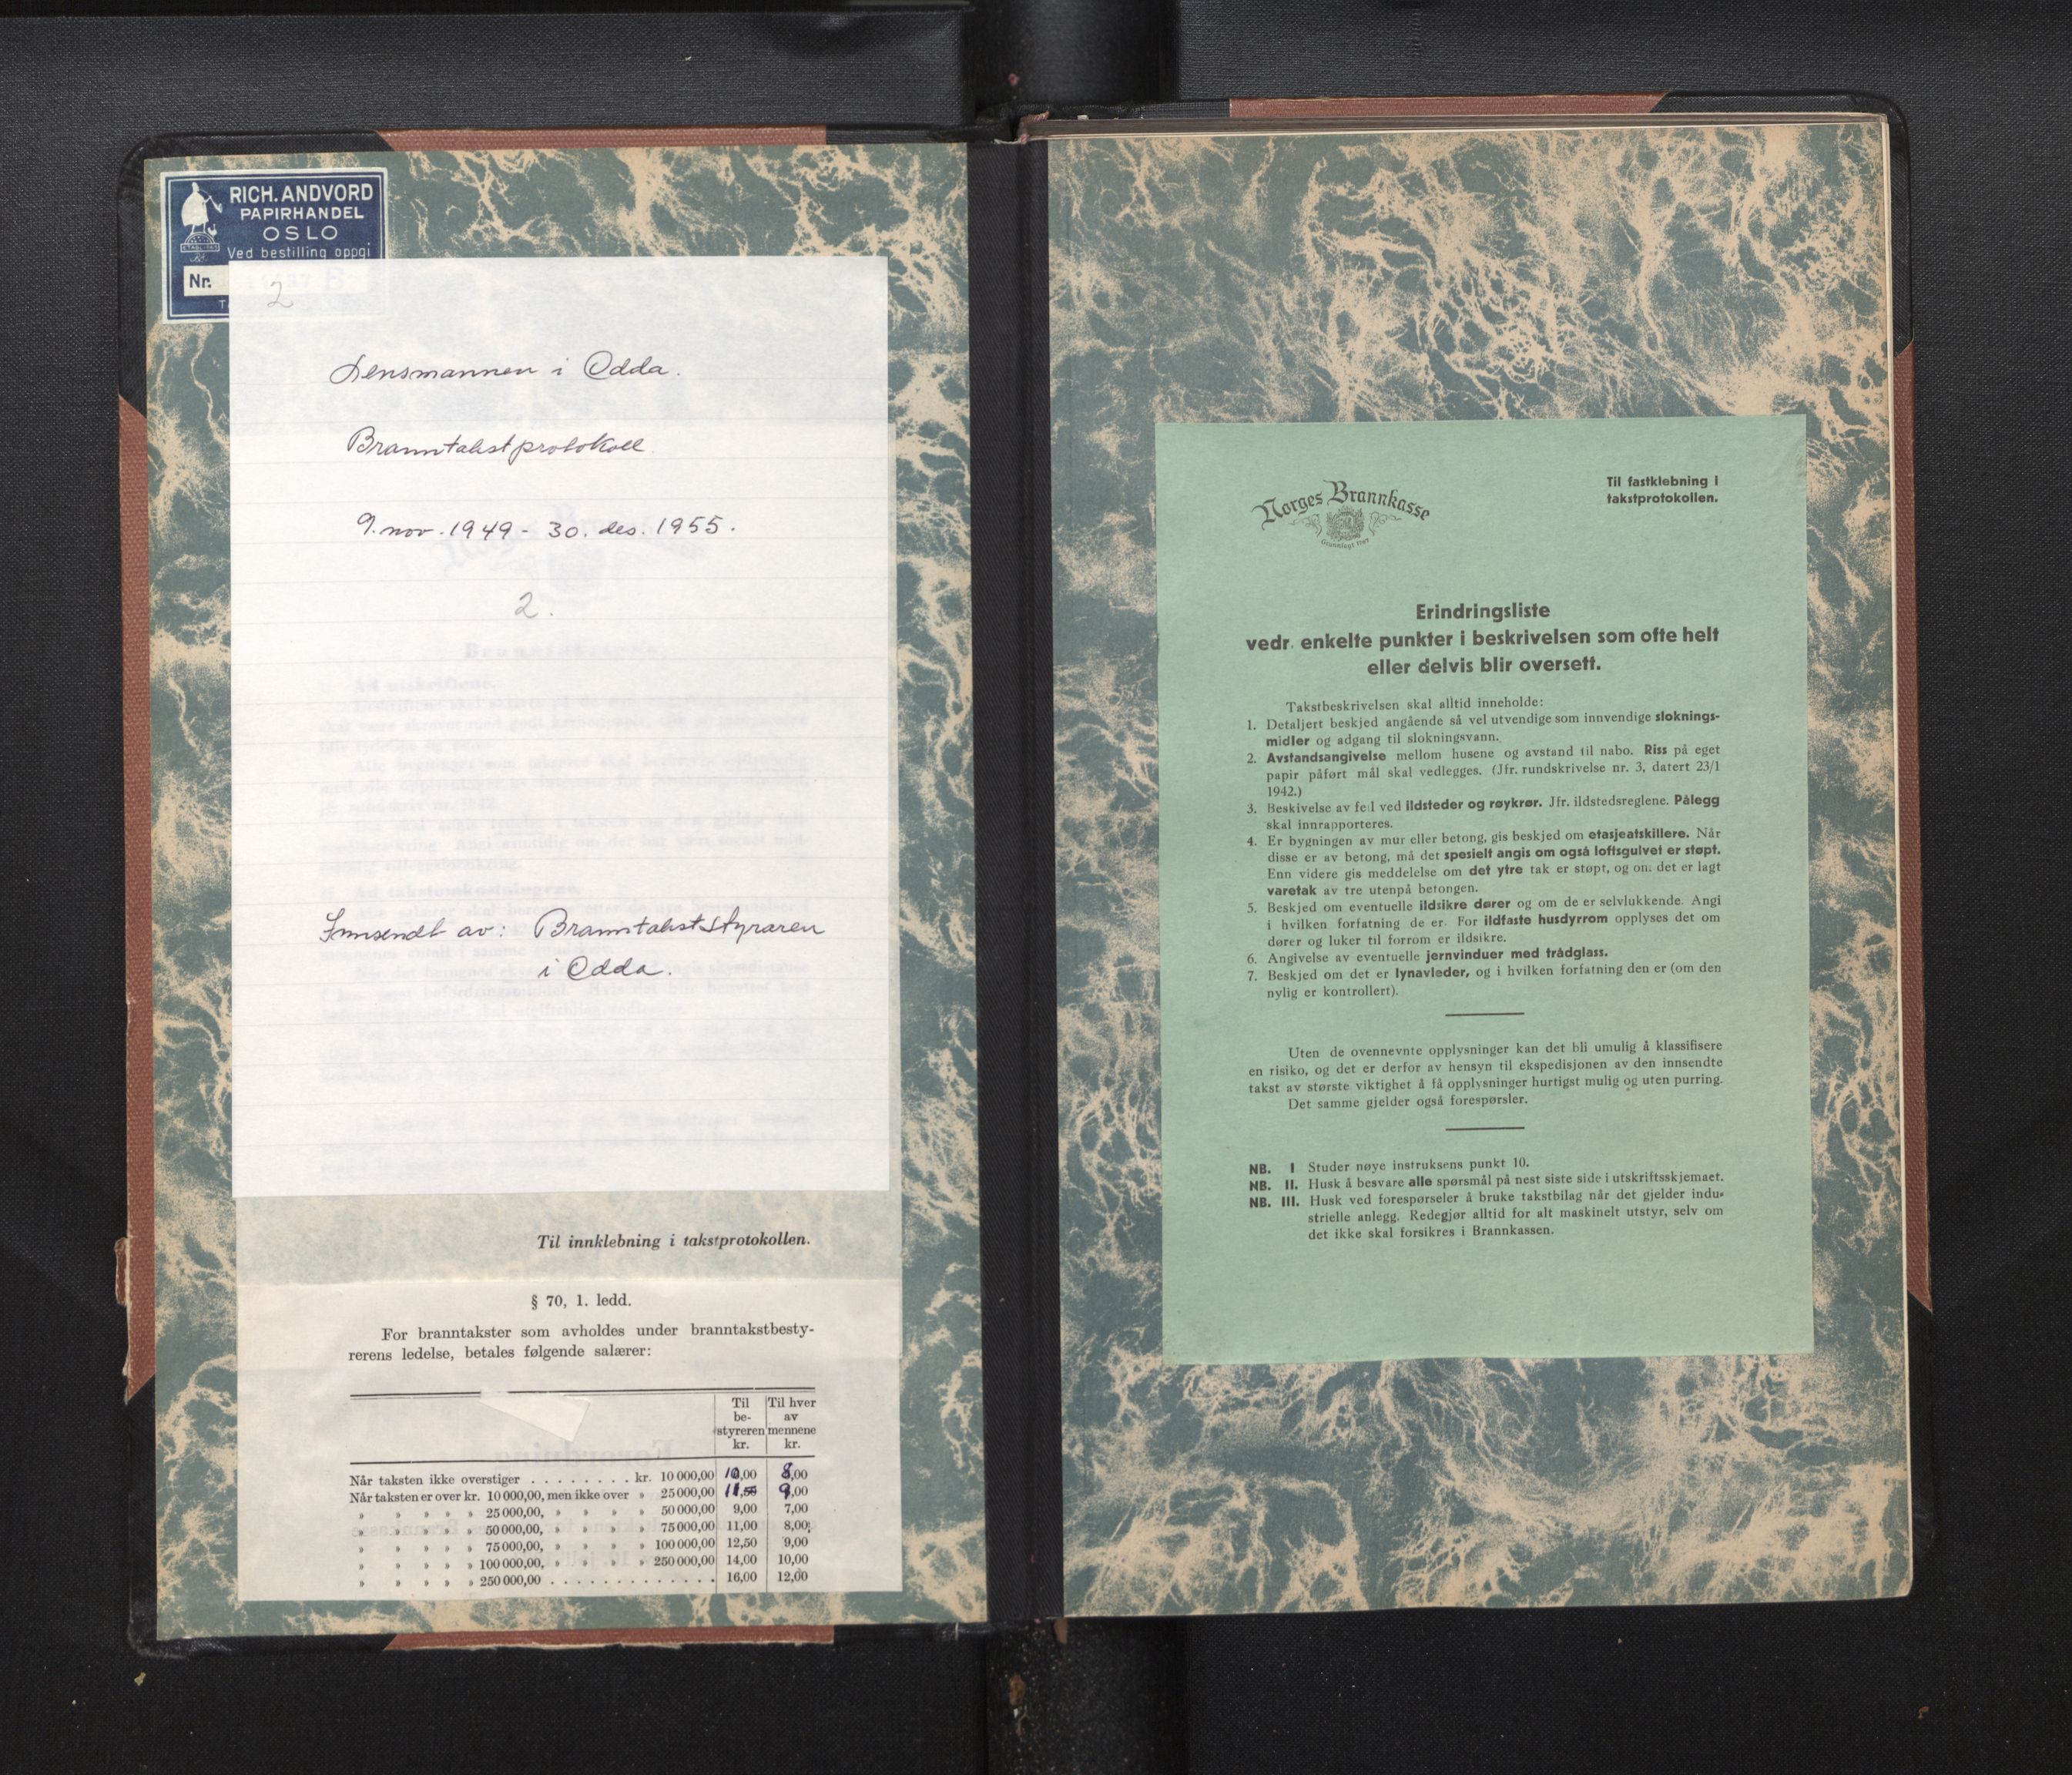 RICH. ANDVORD
PAPIRHANDEL
OSLO
Ved bestilling oppgi
Nr.
2
Lensmannen i Odda.
Branntakstprotokoll
9. nov. 1949 - 30. des. 1955.
2.
Innsendt av: Branntakststyraren
i Odda.
Til innklebning i takstprotokollen.
§ 70, 1. ledd.
For branntakster som avholdes under branntakstbesty-
rerens ledelse, betales følgende salærer:
Til be-styreren kr. Til hver av mennene kr.
Når taksten ikke overstiger . . . . . . . . kr. 10 000,00 10,00 8,00
Når taksten er over kr. 10 000,00, men ikke over » 25 000,00 11,50 9,00
» » » » » 25 000,00, » » » » 50 000,00 9,00 7,00
» » » » » 50 000,00, » » » » 75 000,00 11,00 8,00
» » » » » 75 000,00, » » » » 100 000,00 12,50 9,00
» » » » » 100 000,00, » » » » 250 000,00 14,00 10,00
» » » » » 250 000,00 . . . . . . . . . . . . . 16,00 12,00
Norges Brannkasse
Til fastklebning i
takstprotokollen.
Erindringsliste
vedr. enkelte punkter i beskrivelsen som ofte helt
eller delvis blir oversett.
Takstbeskrivelsen skal alltid inneholde:
1. Detaljert beskjed angående så vel utvendige som innvendige sloknings-
midler og adgang til slokningsvann.
2. Avstandsangivelse mellom husene og avstand til nabo. Riss på eget
papir påført mål skal vedlegges. (Jfr. rundskrivelse nr. 3, datert 23/1
1942.)
3. Beskivelse av feil ved ildsteder og røykrør. Jfr. ildstedsreglene. Pålegg
skal innrapporteres.
4. Er bygningen av mur eller betong, gis beskjed om etasjeatskillere. Når
disse er av betong, må det spesielt angis om også loftsgulvet er støpt.
Enn videre gis meddelelse om det ytre tak er støpt, og om det er lagt
varetak av tre utenpå betongen.
5. Beskjed om eventuelle ildsikre dører og om de er selvlukkende. Angi
i hvilken forfatning de er. For ildfaste husdyrrom opplyses det om
dører og luker til forrom er ildsikre.
6. Angivelse av eventuelle jernvinduer med trådglass.
7. Beskjed om det er lynavleder, og i hvilken forfatning den er (om den
nylig er kontrollert).
Uten de ovennevnte opplysninger kan det bli umulig å klassifisere
en risiko, og det er derfor av hensyn til ekspedisjonen av den innsendte
takst av største viktighet å få opplysninger hurtigst mulig og uten purring.
Det samme gjelder også forespørsler.
NB. I Studer nøye instruksens punkt 10.
NB. II. Husk å besvare alle spørsmål på nest siste side i utskriftsskjemaet.
NB. III. Husk ved forespørseler å bruke takstbilag når det gjelder indu-
strielle anlegg. Redegjør alltid for alt maskinelt utstyr, selv om
det ikke skal forsikres i Brannkassen.